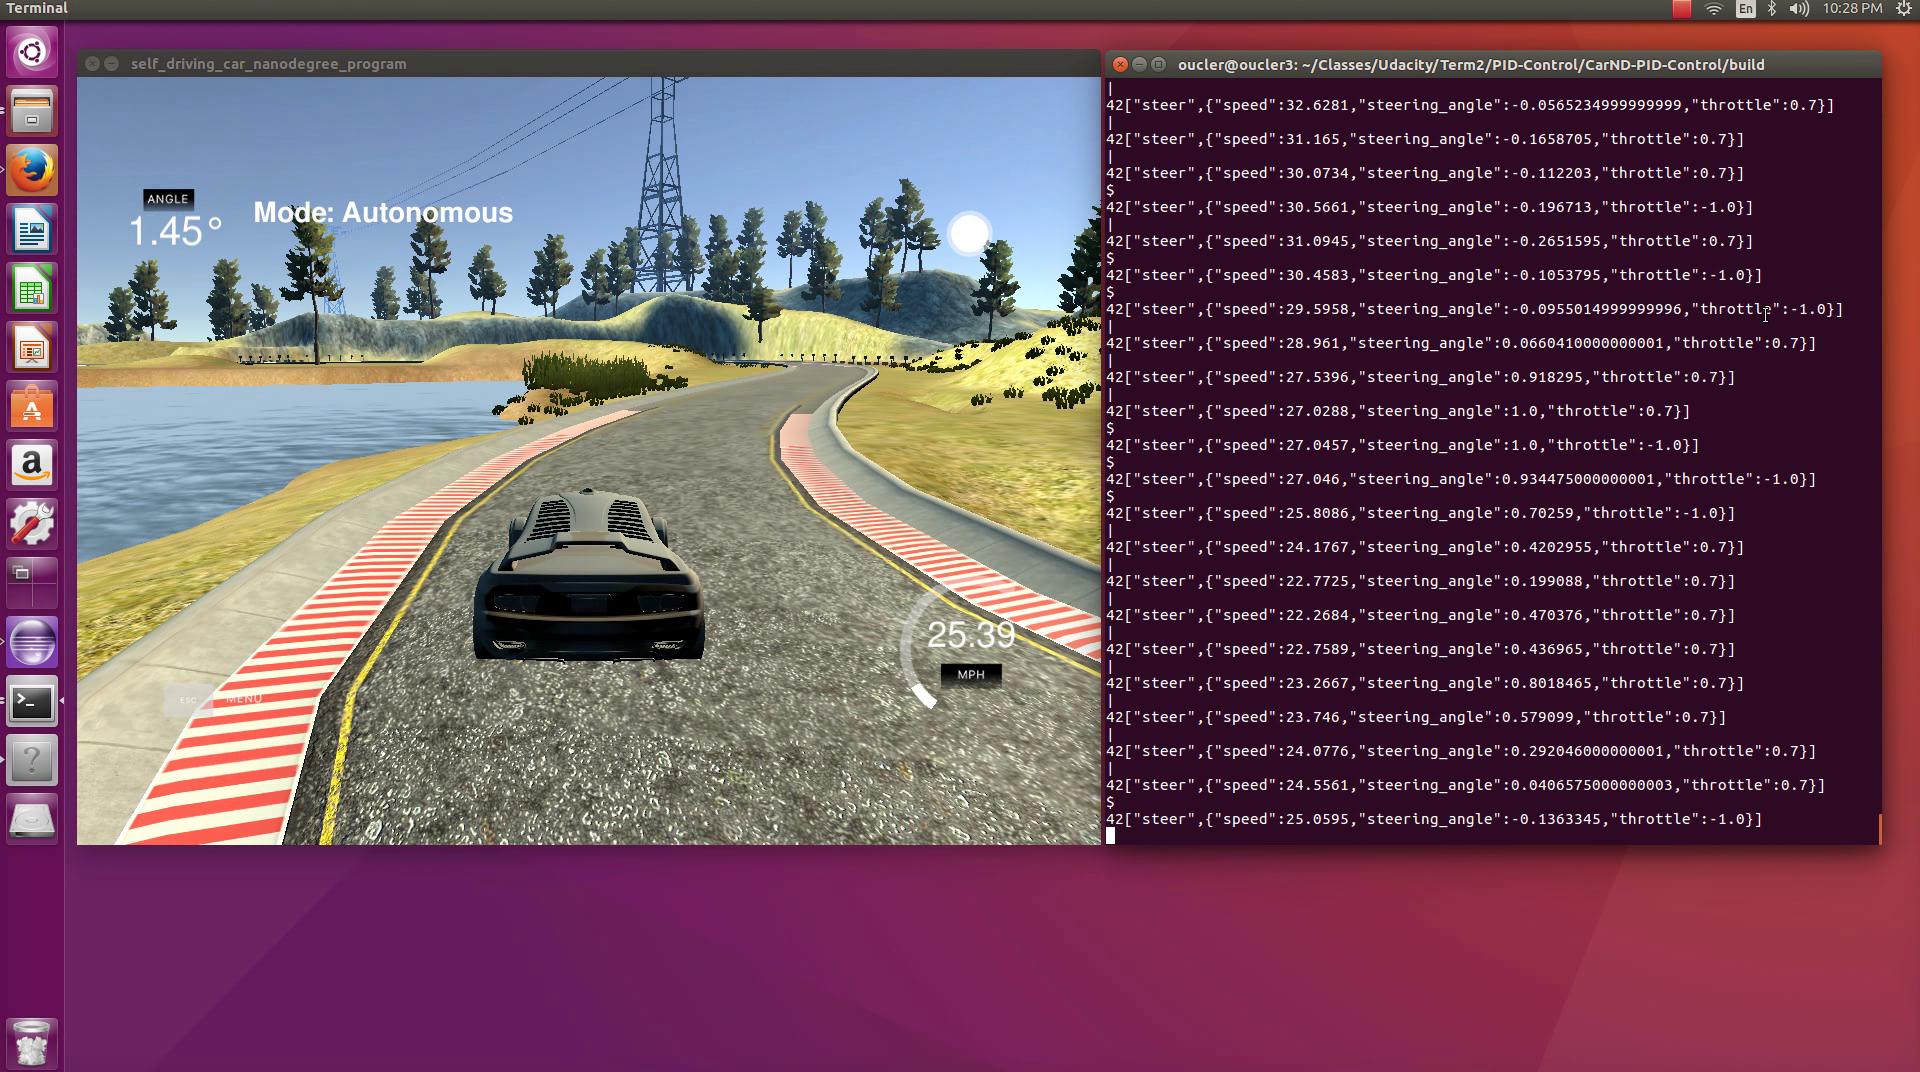 Terminal
En
10:28 PM
self_driving_car_nanodegree_program
ANGLE
1.45°
Mode: Autonomous
25.39
MPH
ESC
MENU
a
>_
?
oucler@oucler3: ~/Classes/Udacity/Term2/PID-Control/CarND-PID-Control/build
|
42["steer",{"speed":32.6281,"steering_angle":-0.0565234999999999,"throttle":0.7}]
|
42["steer",{"speed":31.165,"steering_angle":-0.1658705,"throttle":0.7}]
|
42["steer",{"speed":30.0734,"steering_angle":-0.112203,"throttle":0.7}]
$
42["steer",{"speed":30.5661,"steering_angle":-0.196713,"throttle":-1.0}]
|
42["steer",{"speed":31.0945,"steering_angle":-0.2651595,"throttle":0.7}]
$
42["steer",{"speed":30.4583,"steering_angle":-0.1053795,"throttle":-1.0}]
$
42["steer",{"speed":29.5958,"steering_angle":-0.0955014999999996,"throttle":-1.0}]
|
42["steer",{"speed":28.961,"steering_angle":0.0660410000000001,"throttle":0.7}]
|
42["steer",{"speed":27.5396,"steering_angle":0.918295,"throttle":0.7}]
|
42["steer",{"speed":27.0288,"steering_angle":1.0,"throttle":0.7}]
$
42["steer",{"speed":27.0457,"steering_angle":1.0,"throttle":-1.0}]
$
42["steer",{"speed":27.046,"steering_angle":0.934475000000001,"throttle":-1.0}]
$
42["steer",{"speed":25.8086,"steering_angle":0.70259,"throttle":-1.0}]
|
42["steer",{"speed":24.1767,"steering_angle":0.4202955,"throttle":0.7}]
|
42["steer",{"speed":22.7725,"steering_angle":0.199088,"throttle":0.7}]
|
42["steer",{"speed":22.2684,"steering_angle":0.470376,"throttle":0.7}]
|
42["steer",{"speed":22.7589,"steering_angle":0.436965,"throttle":0.7}]
|
42["steer",{"speed":23.2667,"steering_angle":0.8018465,"throttle":0.7}]
|
42["steer",{"speed":23.746,"steering_angle":0.579099,"throttle":0.7}]
|
42["steer",{"speed":24.0776,"steering_angle":0.292046000000001,"throttle":0.7}]
|
42["steer",{"speed":24.5561,"steering_angle":0.0406575000000003,"throttle":0.7}]
$
42["steer",{"speed":25.0595,"steering_angle":-0.1363345,"throttle":-1.0}]